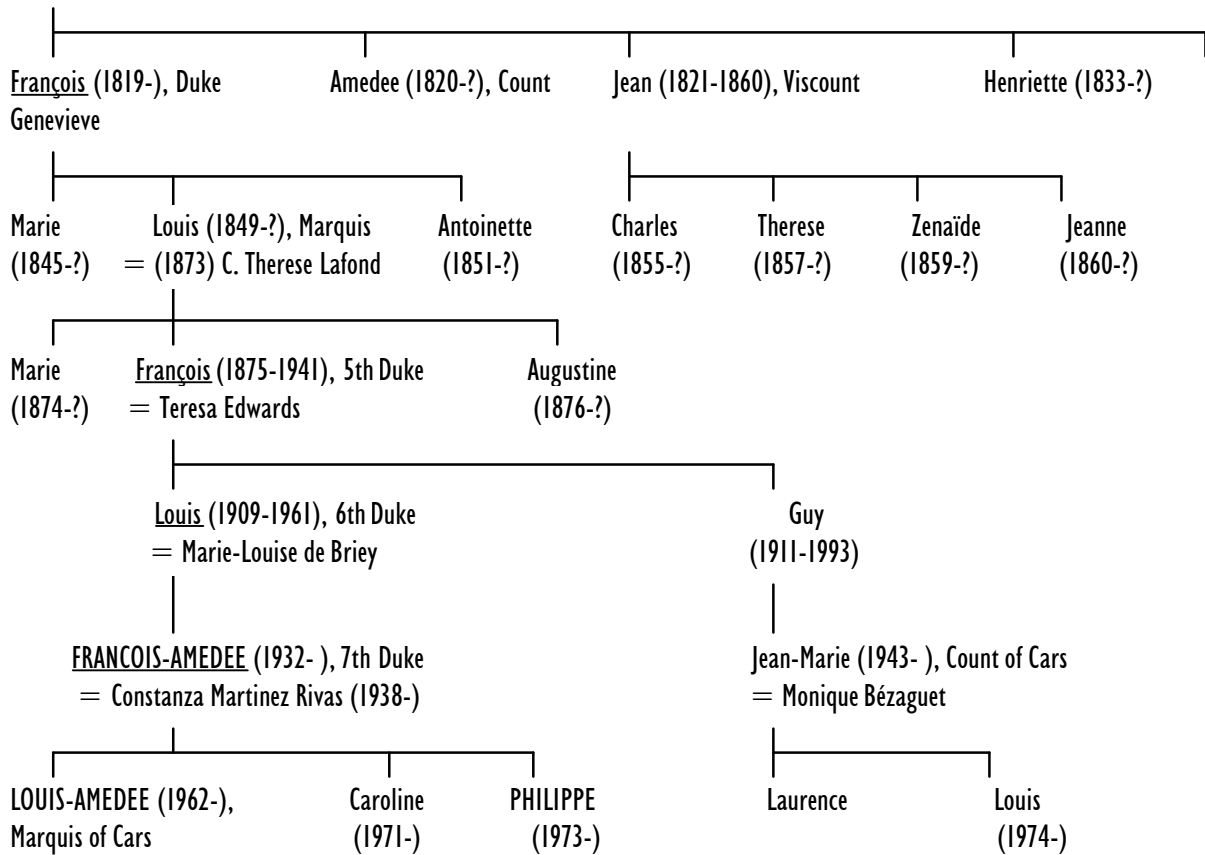 François (1819-), Duke
Genevieve
Amedee (1820-?), Count
Jean (1821-1860), Viscount
Henriette (1833-?)
Marie
(1845-?)
Louis (1849-?), Marquis
= (1873) C. Therese Lafond
Antoinette
(1851-?)
Charles
(1855-?)
Therese
(1857-?)
Zenaïde
(1859-?)
Jeanne
(1860-?)
Marie
(1874-?)
François (1875-1941), 5th Duke
= Teresa Edwards
Augustine
(1876-?)
Louis (1909-1961), 6th Duke
= Marie-Louise de Briey
Guy
(1911-1993)
FRANCOIS-AMEDEE (1932- ), 7th Duke
= Constanza Martinez Rivas (1938-)
Jean-Marie (1943- ), Count of Cars
= Monique Bézaguet
LOUIS-AMEDEE (1962-),
Marquis of Cars
Caroline
(1971-)
PHILIPPE
(1973-)
Laurence
Louis
(1974-)